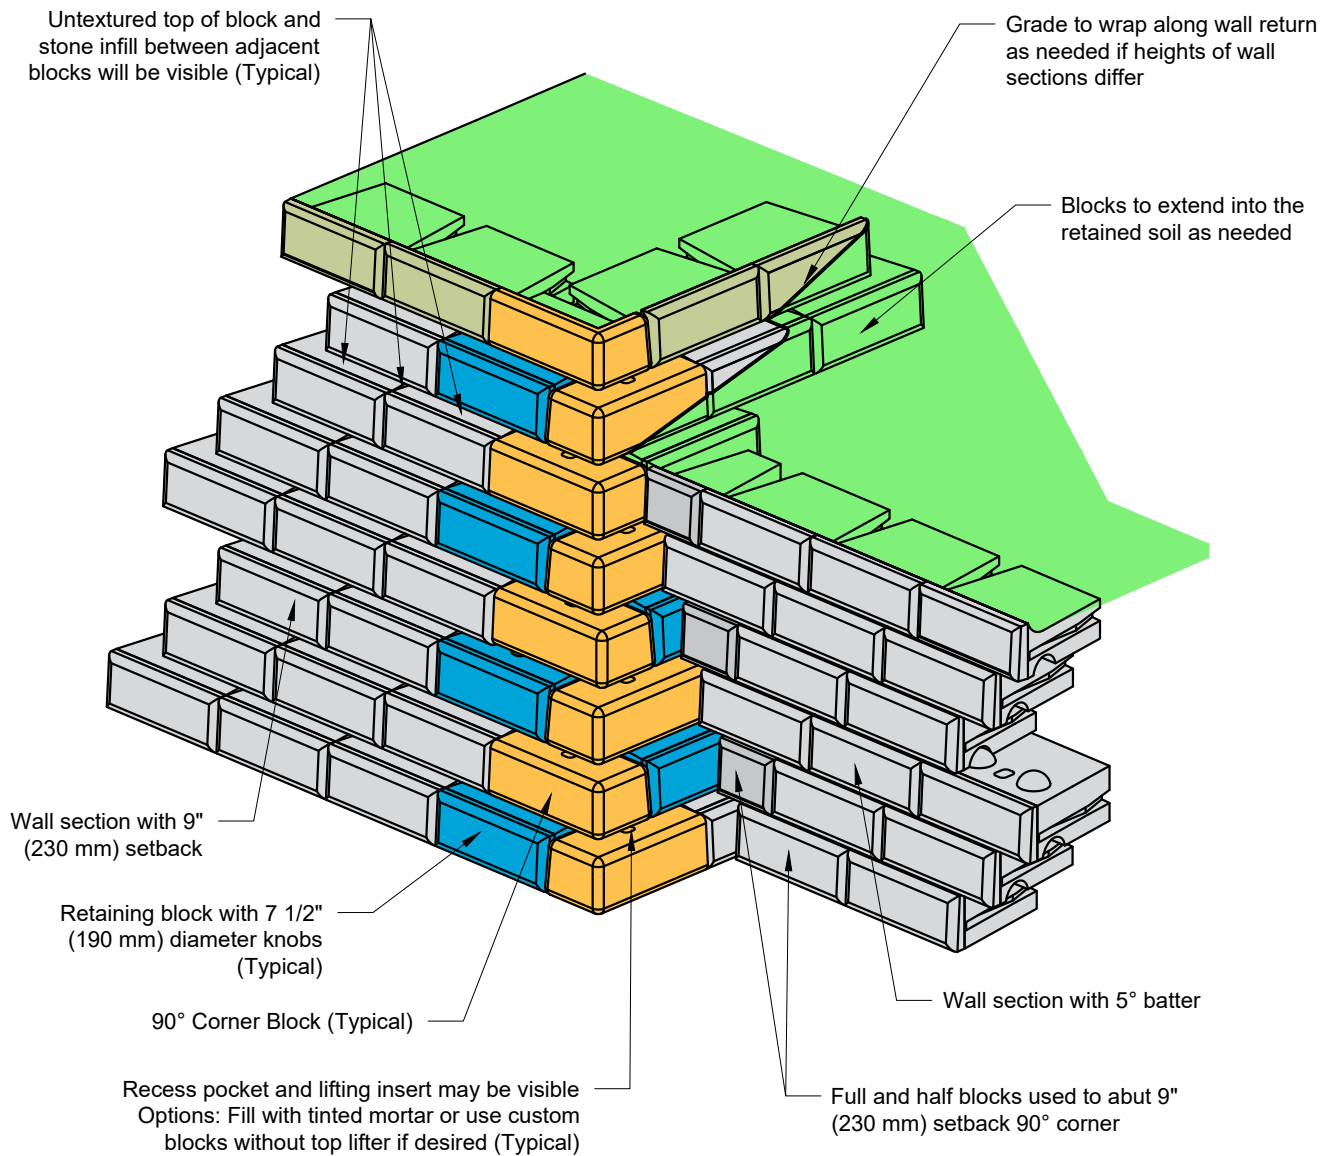 Untextured top of block and
stone infill between adjacent
blocks will be visible (Typical)
Grade to wrap along wall return
as needed if heights of wall
sections differ
Blocks to extend into the
retained soil as needed
Wall section with 9"
(230 mm) setback
Retaining block with 7 1/2"
(190 mm) diameter knobs
(Typical)
90° Corner Block (Typical)
Recess pocket and lifting insert may be visible
Options: Fill with tinted mortar or use custom
blocks without top lifter if desired (Typical)
Wall section with 5° batter
Full and half blocks used to abut 9"
(230 mm) setback 90° corner